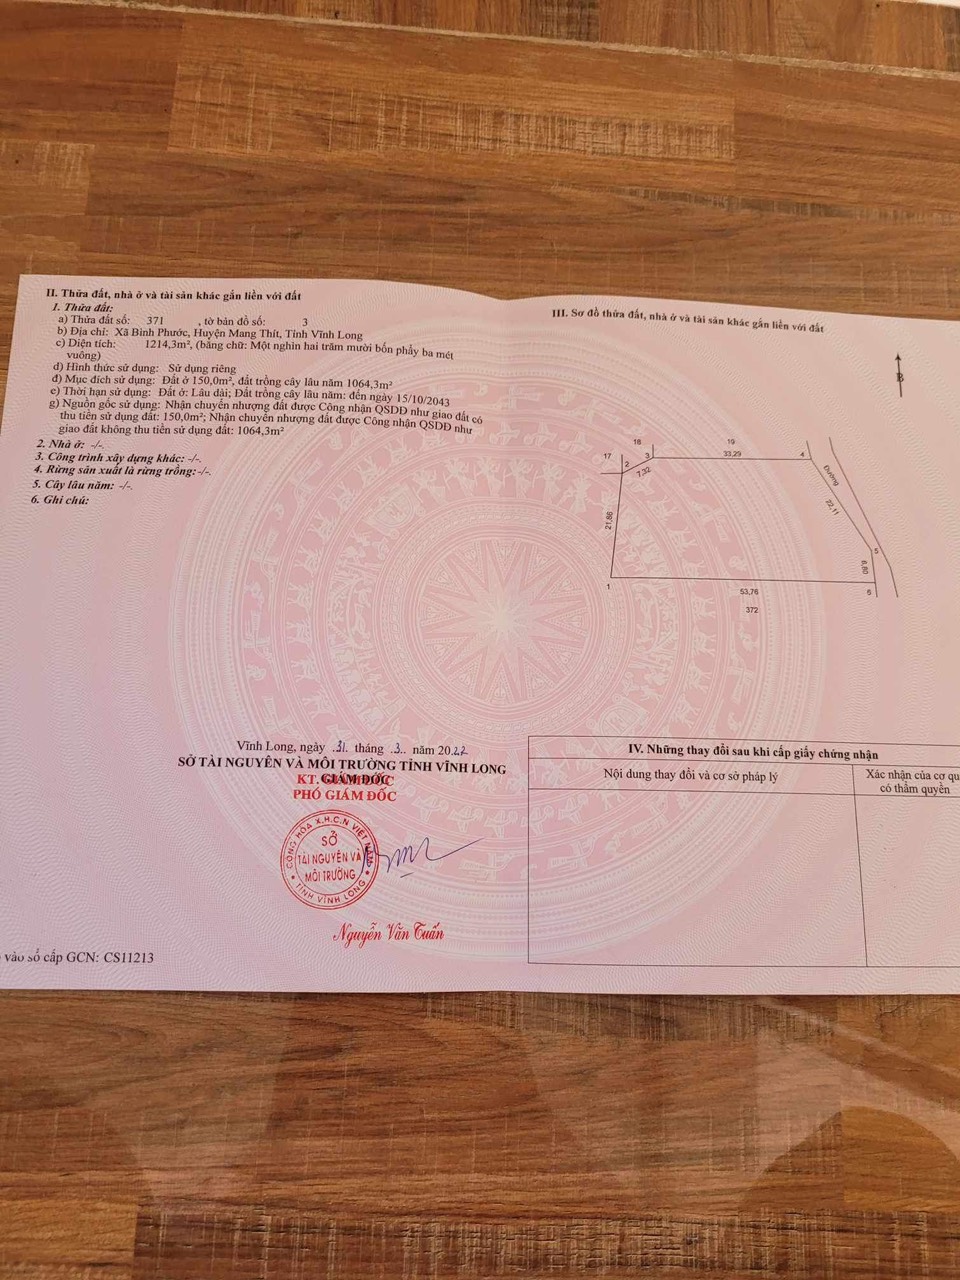 II. Thửa đất, nhà ở và tài sản khác gắn liền với đất
1. Thửa đất:
a) Thửa đất số: 371 , tờ bản đồ số: 3
b) Địa chỉ: Xã Bình Phước, Huyện Mang Thít, Tỉnh Vĩnh Long
c) Diện tích: 1214,3m², (bằng chữ: Một nghìn hai trăm mười bốn phẩy ba mét
vuông)
d) Hình thức sử dụng: Sử dụng riêng
đ) Mục đích sử dụng: Đất ở 150,0m², đất trồng cây lâu năm 1064,3m²
e) Thời hạn sử dụng: Đất ở: Lâu dài; Đất trồng cây lâu năm: đến ngày 15/10/2043
g) Nguồn gốc sử dụng: Nhận chuyển nhượng đất được Công nhận QSDĐ như giao đất có
thu tiền sử dụng đất: 150,0m²; Nhận chuyển nhượng đất được Công nhận QSDĐ như
giao đất không thu tiền sử dụng đất: 1064,3m²
2. Nhà ở: -/-.
3. Công trình xây dựng khác: -/-.
4. Rừng sản xuất là rừng trồng: -/-.
5. Cây lâu năm: -/-.
6. Ghi chú:
Vĩnh Long, ngày 31 tháng 3 năm 2022
SỞ TÀI NGUYÊN VÀ MÔI TRƯỜNG TỈNH VĨNH LONG
KT. GIÁM ĐỐC
GIÁM ĐỐC
PHÓ GIÁM ĐỐC
CỘNG HÒA X.H.C.N VIỆT NAM
SỞ
TÀI NGUYÊN VÀ
MÔI TRƯỜNG
TỈNH VĨNH LONG
Nguyễn Văn Tuấn
vào sổ cấp GCN: CS11213
III. Sơ đồ thửa đất, nhà ở và tài sản khác gắn liền với đất
B
18
19
17
3
33,29
4
2
7,32
Đường
21,86
22,11
5
6,80
1
53,76
6
372
IV. Những thay đổi sau khi cấp giấy chứng nhận
Nội dung thay đổi và cơ sở pháp lý
Xác nhận của cơ qu
có thẩm quyền